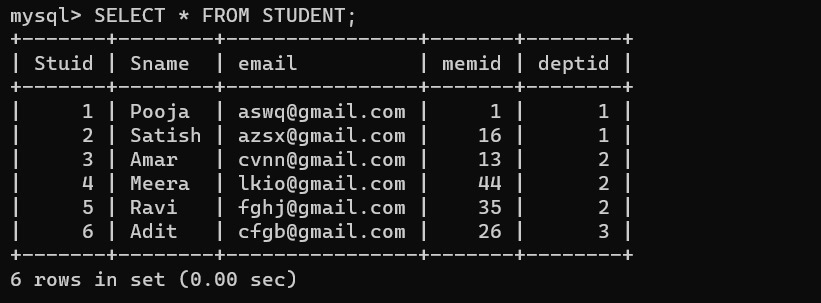 mysql> SELECT * FROM STUDENT;
+-------+--------+----------------+-------+--------+
| Stuid | Sname  | email          | memid | deptid |
+-------+--------+----------------+-------+--------+
|     1 | Pooja  | aswq@gmail.com |     1 |      1 |
|     2 | Satish | azsx@gmail.com |    16 |      1 |
|     3 | Amar   | cvnn@gmail.com |    13 |      2 |
|     4 | Meera  | lkio@gmail.com |    44 |      2 |
|     5 | Ravi   | fghj@gmail.com |    35 |      2 |
|     6 | Adit   | cfgb@gmail.com |    26 |      3 |
+-------+--------+----------------+-------+--------+
6 rows in set (0.00 sec)